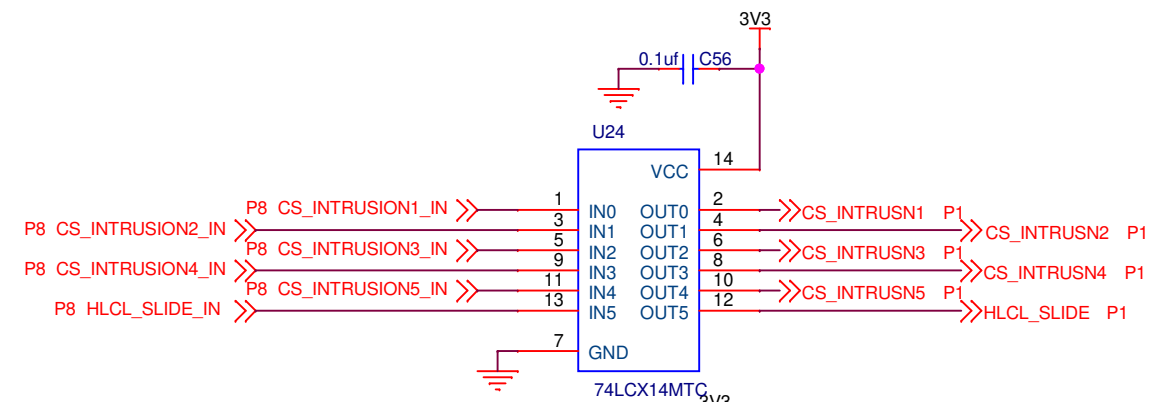 3V3
0.1uf C56
U24
VCC 14
P8 CS_INTRUSION1_IN 1 IN0 OUT0 2 CS_INTRUSN1 P1
P8 CS_INTRUSION2_IN 3 IN1 OUT1 4 CS_INTRUSN2 P1
P8 CS_INTRUSION3_IN 5 IN2 OUT2 6 CS_INTRUSN3 P1
P8 CS_INTRUSION4_IN 9 IN3 OUT3 8 CS_INTRUSN4 P1
P8 CS_INTRUSION5_IN 11 IN4 OUT4 10 CS_INTRUSN5 P1
P8 HLCL_SLIDE_IN 13 IN5 OUT5 12 HLCL_SLIDE P1
7 GND
74LCX14MTC
3V3